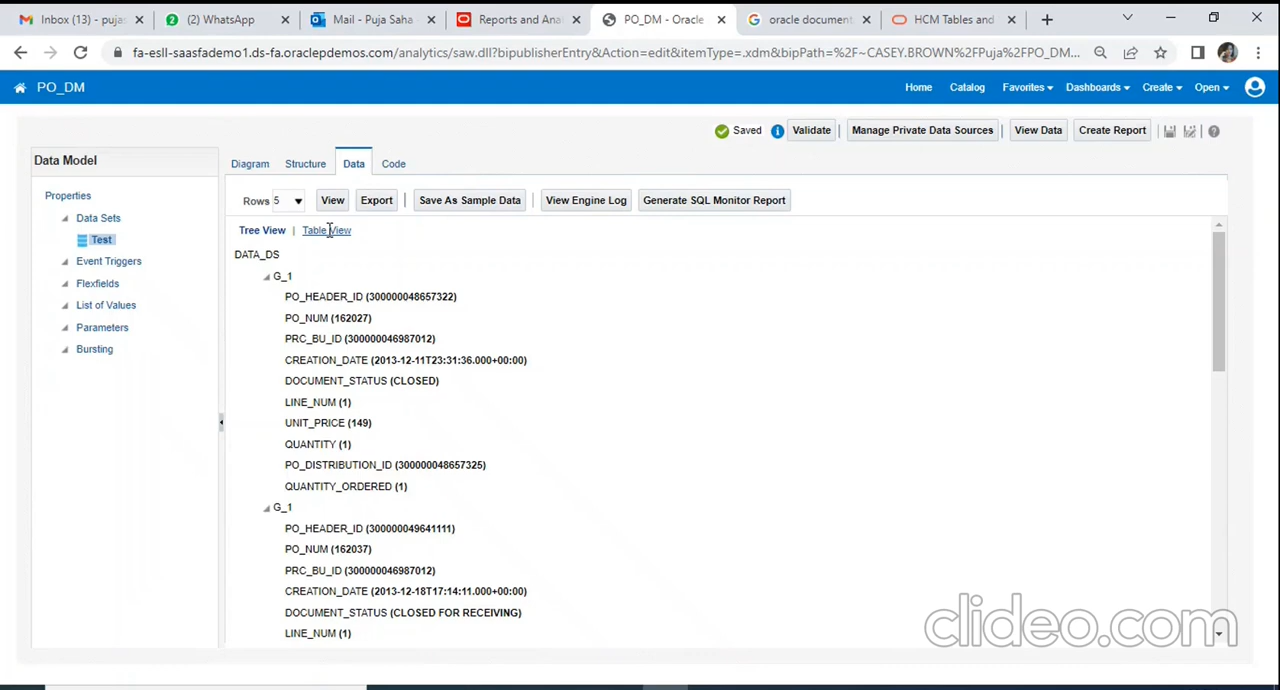 Inbox (13) - pujas
(2) WhatsApp
Mail - Puja Saha
Reports and Anal
PO_DM - Oracle
oracle document
HCM Tables and
fa-esll-saasfademo1.ds-fa.oraclepdemos.com/analytics/saw.dll?bipublisherEntry&Action=edit&itemType=.xdm&bipPath=%2F~CASEY.BROWN%2FPuja%2FPO_DM...
PO_DM
Home Catalog Favorites Dashboards Create Open
Saved Validate Manage Private Data Sources View Data Create Report
Data Model
Properties
Data Sets
Test
Event Triggers
Flexfields
List of Values
Parameters
Bursting
Diagram Structure Data Code
Rows 5 View Export Save As Sample Data View Engine Log Generate SQL Monitor Report
Tree View | Table View
DATA_DS
G_1
PO_HEADER_ID (300000048657322)
PO_NUM (162027)
PRC_BU_ID (300000046987012)
CREATION_DATE (2013-12-11T23:31:36.000+00:00)
DOCUMENT_STATUS (CLOSED)
LINE_NUM (1)
UNIT_PRICE (149)
QUANTITY (1)
PO_DISTRIBUTION_ID (300000048657325)
QUANTITY_ORDERED (1)
G_1
PO_HEADER_ID (300000049641111)
PO_NUM (162037)
PRC_BU_ID (300000046987012)
CREATION_DATE (2013-12-18T17:14:11.000+00:00)
DOCUMENT_STATUS (CLOSED FOR RECEIVING)
LINE_NUM (1)
clideo.com